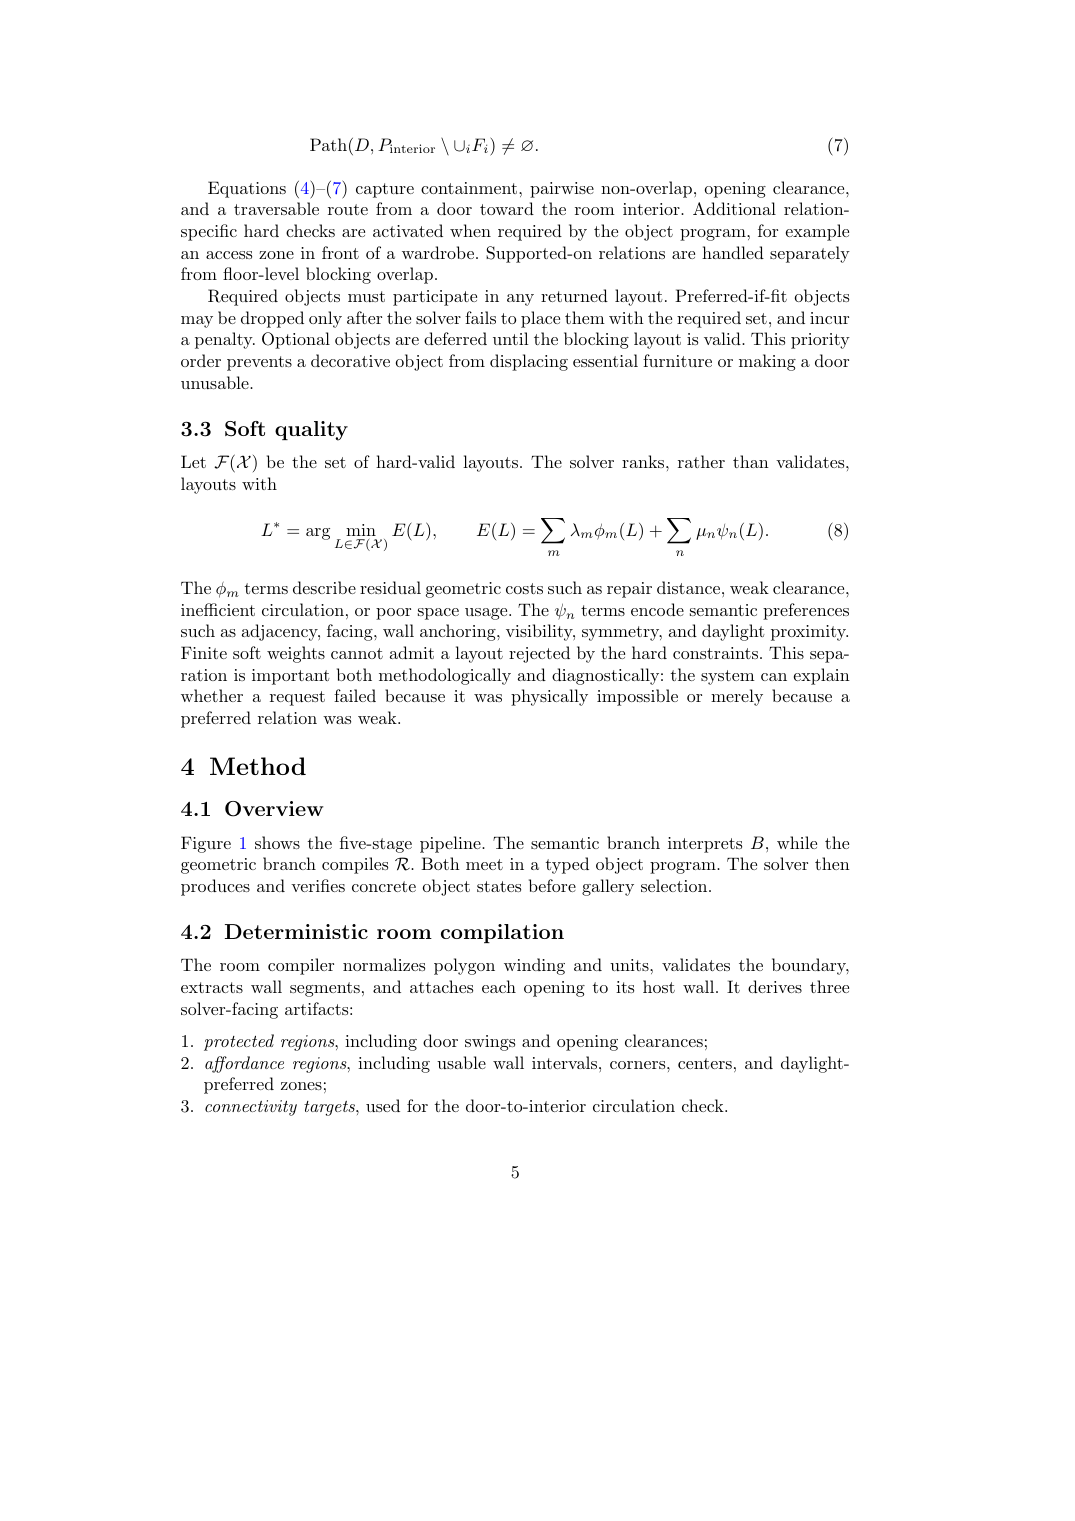 Path(D, P_interior \ ∪_i F_i) ≠ ∅. (7)
Equations (4)–(7) capture containment, pairwise non-overlap, opening clearance,
and a traversable route from a door toward the room interior. Additional relation-
specific hard checks are activated when required by the object program, for example
an access zone in front of a wardrobe. Supported-on relations are handled separately
from floor-level blocking overlap.
Required objects must participate in any returned layout. Preferred-if-fit objects
may be dropped only after the solver fails to place them with the required set, and incur
a penalty. Optional objects are deferred until the blocking layout is valid. This priority
order prevents a decorative object from displacing essential furniture or making a door
unusable.
3.3 Soft quality
Let 𝓕(𝓧) be the set of hard-valid layouts. The solver ranks, rather than validates,
layouts with
L* = arg min_{L∈𝓕(𝓧)} E(L), E(L) = ∑_m λ_m ϕ_m(L) + ∑_n μ_n ψ_n(L). (8)
The ϕ_m terms describe residual geometric costs such as repair distance, weak clearance,
inefficient circulation, or poor space usage. The ψ_n terms encode semantic preferences
such as adjacency, facing, wall anchoring, visibility, symmetry, and daylight proximity.
Finite soft weights cannot admit a layout rejected by the hard constraints. This sepa-
ration is important both methodologically and diagnostically: the system can explain
whether a request failed because it was physically impossible or merely because a
preferred relation was weak.
4 Method
4.1 Overview
Figure 1 shows the five-stage pipeline. The semantic branch interprets B, while the
geometric branch compiles 𝓡. Both meet in a typed object program. The solver then
produces and verifies concrete object states before gallery selection.
4.2 Deterministic room compilation
The room compiler normalizes polygon winding and units, validates the boundary,
extracts wall segments, and attaches each opening to its host wall. It derives three
solver-facing artifacts:
1. protected regions, including door swings and opening clearances;
2. affordance regions, including usable wall intervals, corners, centers, and daylight-
preferred zones;
3. connectivity targets, used for the door-to-interior circulation check.
5